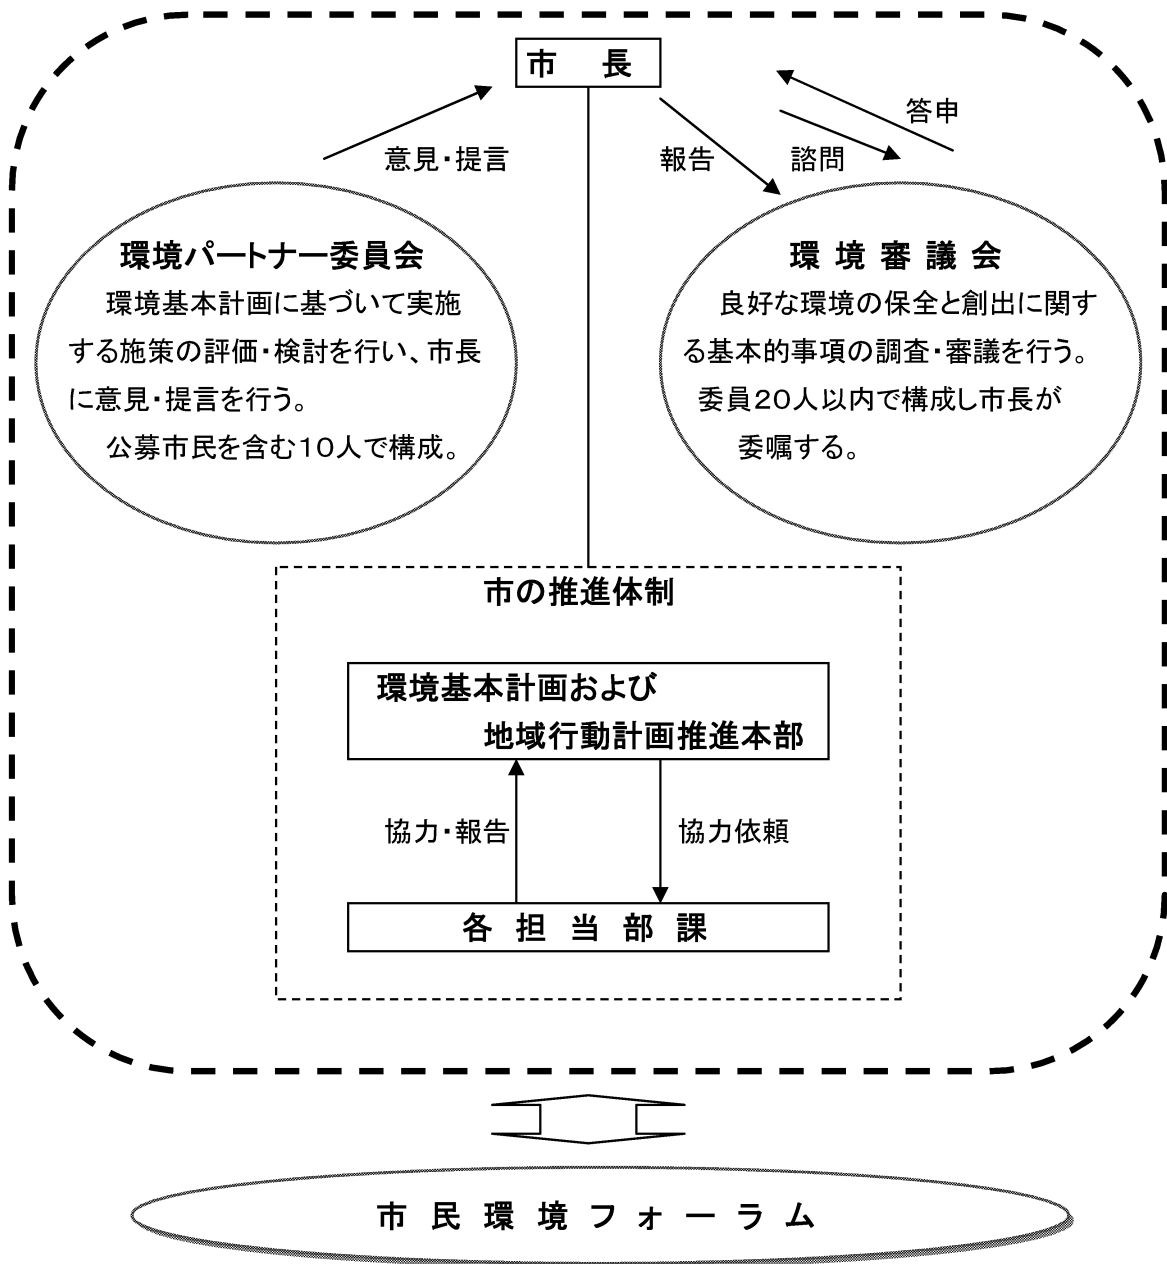 市　長
答申
意見・提言
報告
諮問
環境パートナー委員会
環境基本計画に基づいて実施
する施策の評価・検討を行い、市長
に意見・提言を行う。
公募市民を含む１０人で構成。
環 境 審 議 会
良好な環境の保全と創出に関す
る基本的事項の調査・審議を行う。
委員２０人以内で構成し市長が
委嘱する。
市の推進体制
環境基本計画および
地域行動計画推進本部
協力・報告
協力依頼
各 担 当 部 課
市 民 環 境 フ ォ ー ラ ム